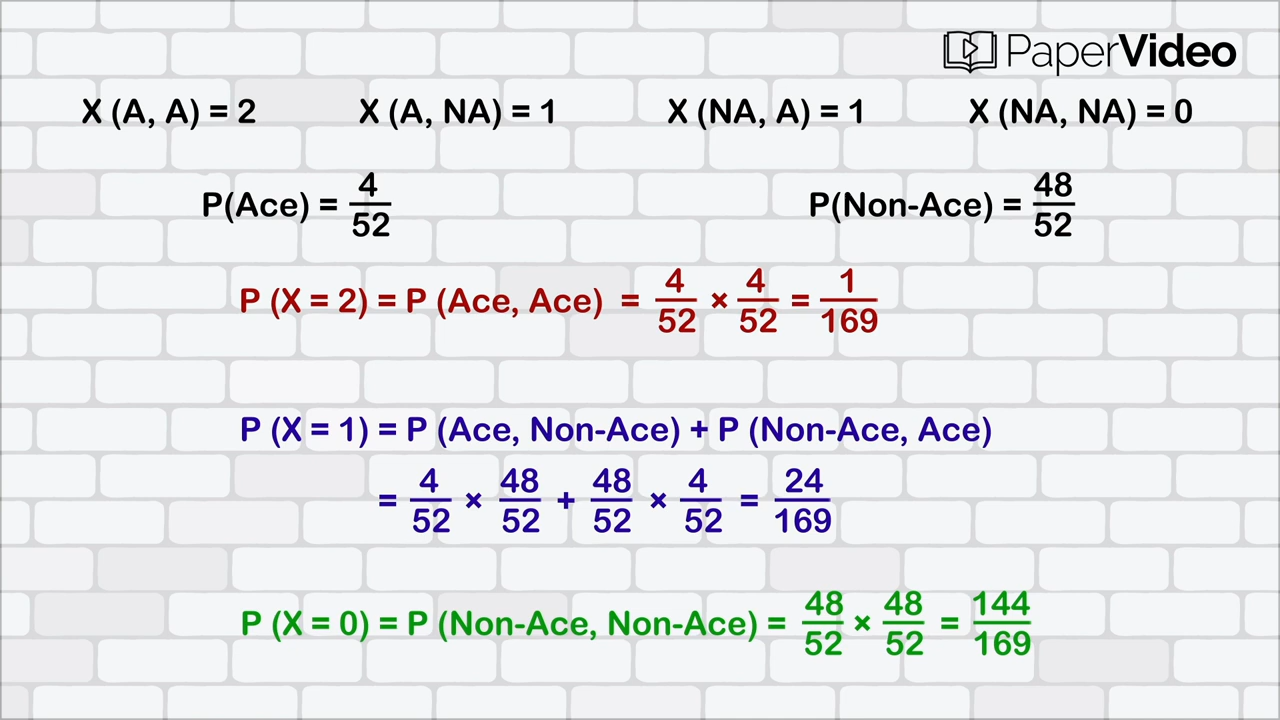 PaperVideo
X (A, A) = 2 X (A, NA) = 1 X (NA, A) = 1 X (NA, NA) = 0
P(Ace) = 4/52 P(Non-Ace) = 48/52
P (X = 2) = P (Ace, Ace) = 4/52 × 4/52 = 1/169
P (X = 1) = P (Ace, Non-Ace) + P (Non-Ace, Ace)
= 4/52 × 48/52 + 48/52 × 4/52 = 24/169
P (X = 0) = P (Non-Ace, Non-Ace) = 48/52 × 48/52 = 144/169